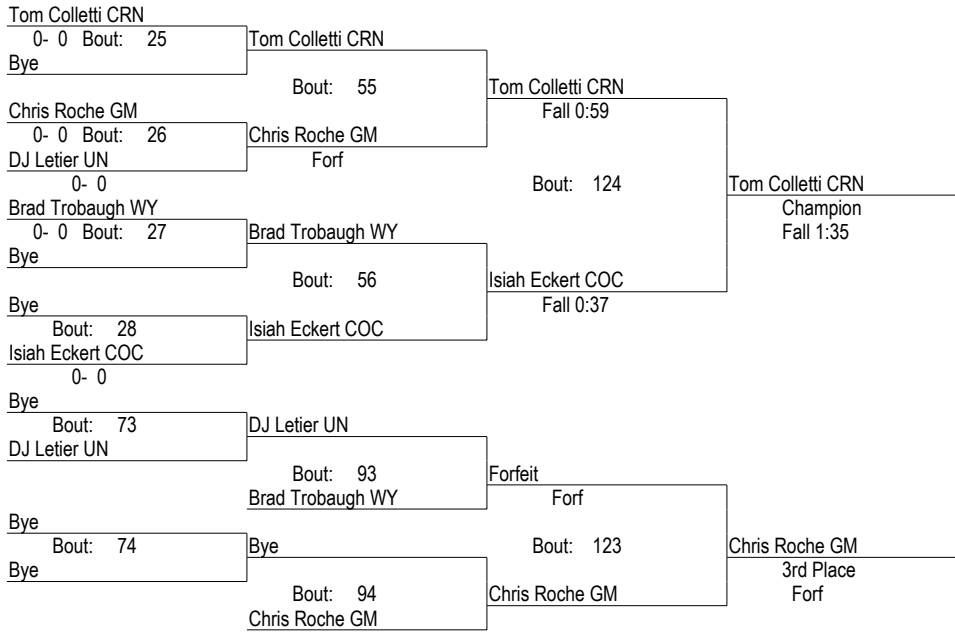 Tom Colletti CRN
0- 0 Bout: 25 Tom Colletti CRN
Bye
Bout: 55 Tom Colletti CRN
Chris Roche GM Fall 0:59
0- 0 Bout: 26 Chris Roche GM
DJ Letier UN Forf
0- 0 Bout: 124 Tom Colletti CRN
Brad Trobaugh WY Champion
0- 0 Bout: 27 Brad Trobaugh WY Fall 1:35
Bye
Bout: 56 Isiah Eckert COC
Bye Fall 0:37
Bout: 28 Isiah Eckert COC
Isiah Eckert COC
0- 0
Bye
Bout: 73 DJ Letier UN
DJ Letier UN
Bout: 93 Forfeit
Brad Trobaugh WY Forf
Bye
Bout: 74 Bye Bout: 123 Chris Roche GM
Bye 3rd Place
Bout: 94 Chris Roche GM Forf
Chris Roche GM